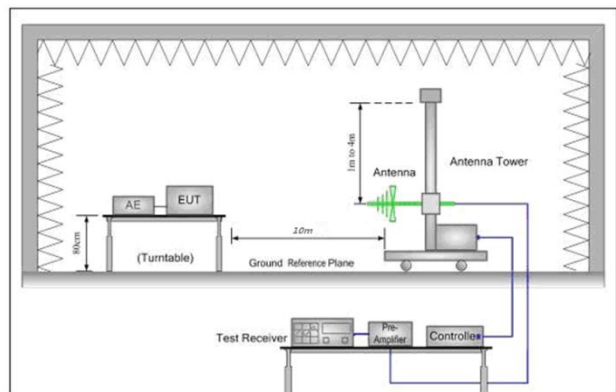 1m to 4m
Antenna
Antenna Tower
AE
EUT
80cm
(Turntable)
10m
Ground Reference Plane
Test Receiver
Pre-
Amplifier
Controller